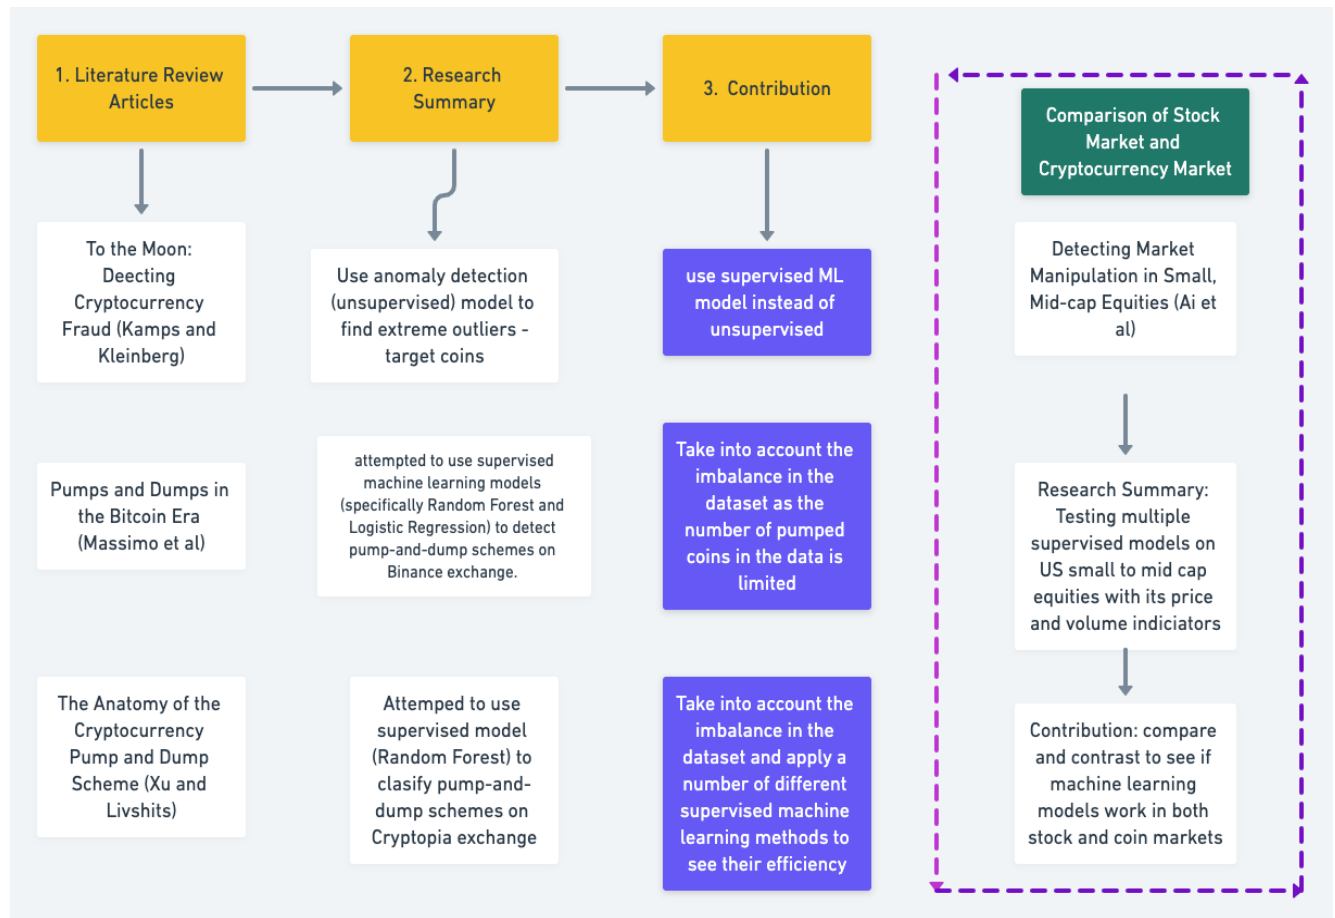 1. Literature Review
Articles
2. Research
Summary
3. Contribution
To the Moon:
Deecting
Cryptocurrency
Fraud (Kamps and
Kleinberg)
Use anomaly detection
(unsupervised) model to
find extreme outliers -
target coins
use supervised ML
model instead of
unsupervised
Pumps and Dumps in
the Bitcoin Era
(Massimo et al)
attempted to use supervised
machine learning models
(specifically Random Forest and
Logistic Regression) to detect
pump-and-dump schemes on
Binance exchange.
Take into account the
imbalance in the
dataset as the
number of pumped
coins in the data is
limited
The Anatomy of the
Cryptocurrency
Pump and Dump
Scheme (Xu and
Livshits)
Attemped to use
supervised model
(Random Forest) to
clasify pump-and-
dump schemes on
Cryptopia exchange
Take into account the
imbalance in the
dataset and apply a
number of different
supervised machine
learning methods to
see their efficiency
Comparison of Stock
Market and
Cryptocurrency Market
Detecting Market
Manipulation in Small,
Mid-cap Equities (Ai et
al)
Research Summary:
Testing multiple
supervised models on
US small to mid cap
equities with its price
and volume indiciators
Contribution: compare
and contrast to see if
machine learning
models work in both
stock and coin markets